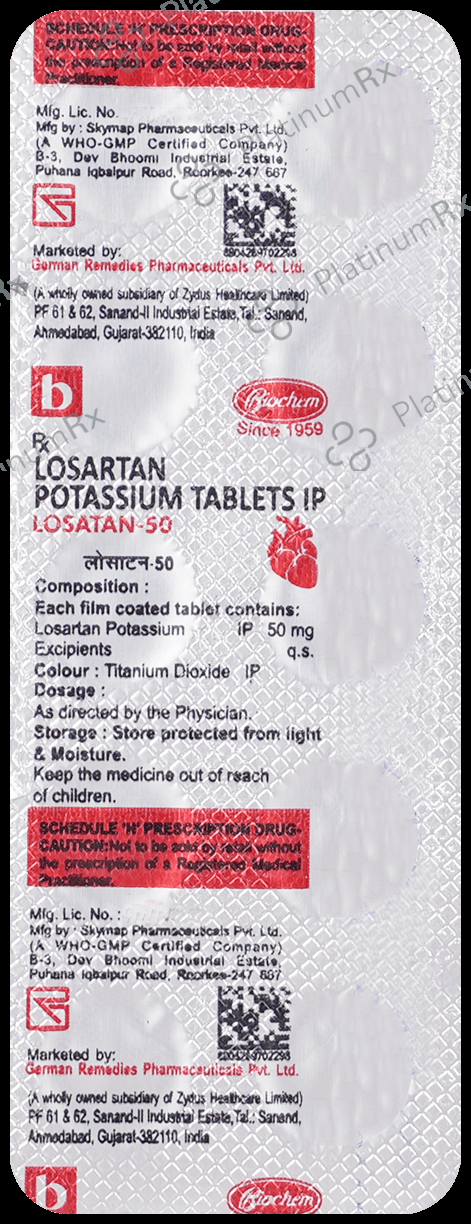 SCHEDULE 'H' PRESCRIPTION DRUG-
CAUTION:Not to be sold by retail without
the prescription of a Registered Medical
Practitioner.
Mfg. Lic. No.
Mfg by : Skymap Pharmaceuticals Pvt. Ltd.
(A WHO-GMP Certified Company)
B-3, Dev Bhoomi Industrial Estate,
Puhana Iqbalpur Road, Roorkee-247 667
Marketed by:
German Remedies Pharmaceuticals Pvt. Ltd.
(A wholly owned subsidiary of Zydus Healthcare Limited)
PF 61 & 62, Sanand-II Industrial Estate, Tal.: Sanand,
Ahmedabad, Gujarat-382110, India
b
Biochem
Since 1959
Rx
LOSARTAN
POTASSIUM TABLETS IP
LOSATAN-50
लोसाटन-50
Composition :
Each film coated tablet contains:
Losartan Potassium IP 50 mg
Excipients q.s.
Colour : Titanium Dioxide IP
Dosage :
As directed by the Physician.
Storage : Store protected from light
& Moisture.
Keep the medicine out of reach
of children.
SCHEDULE 'H' PRESCRIPTION DRUG-
CAUTION:Not to be sold by retail without
the prescription of a Registered Medical
Practitioner.
Mfg. Lic. No. :
Mfg by : Skymap Pharmaceuticals Pvt. Ltd.
(A WHO-GMP Certified Company)
B-3, Dev Bhoomi Industrial Estate,
Puhana Iqbalpur Road, Roorkee-247 667
Marketed by:
German Remedies Pharmaceuticals Pvt. Ltd.
(A wholly owned subsidiary of Zydus Healthcare Limited)
PF 61 & 62, Sanand-II Industrial Estate, Tal.: Sanand,
Ahmedabad, Gujarat-382110, India
b
Biochem
PlatinumRx
PlatinumRx